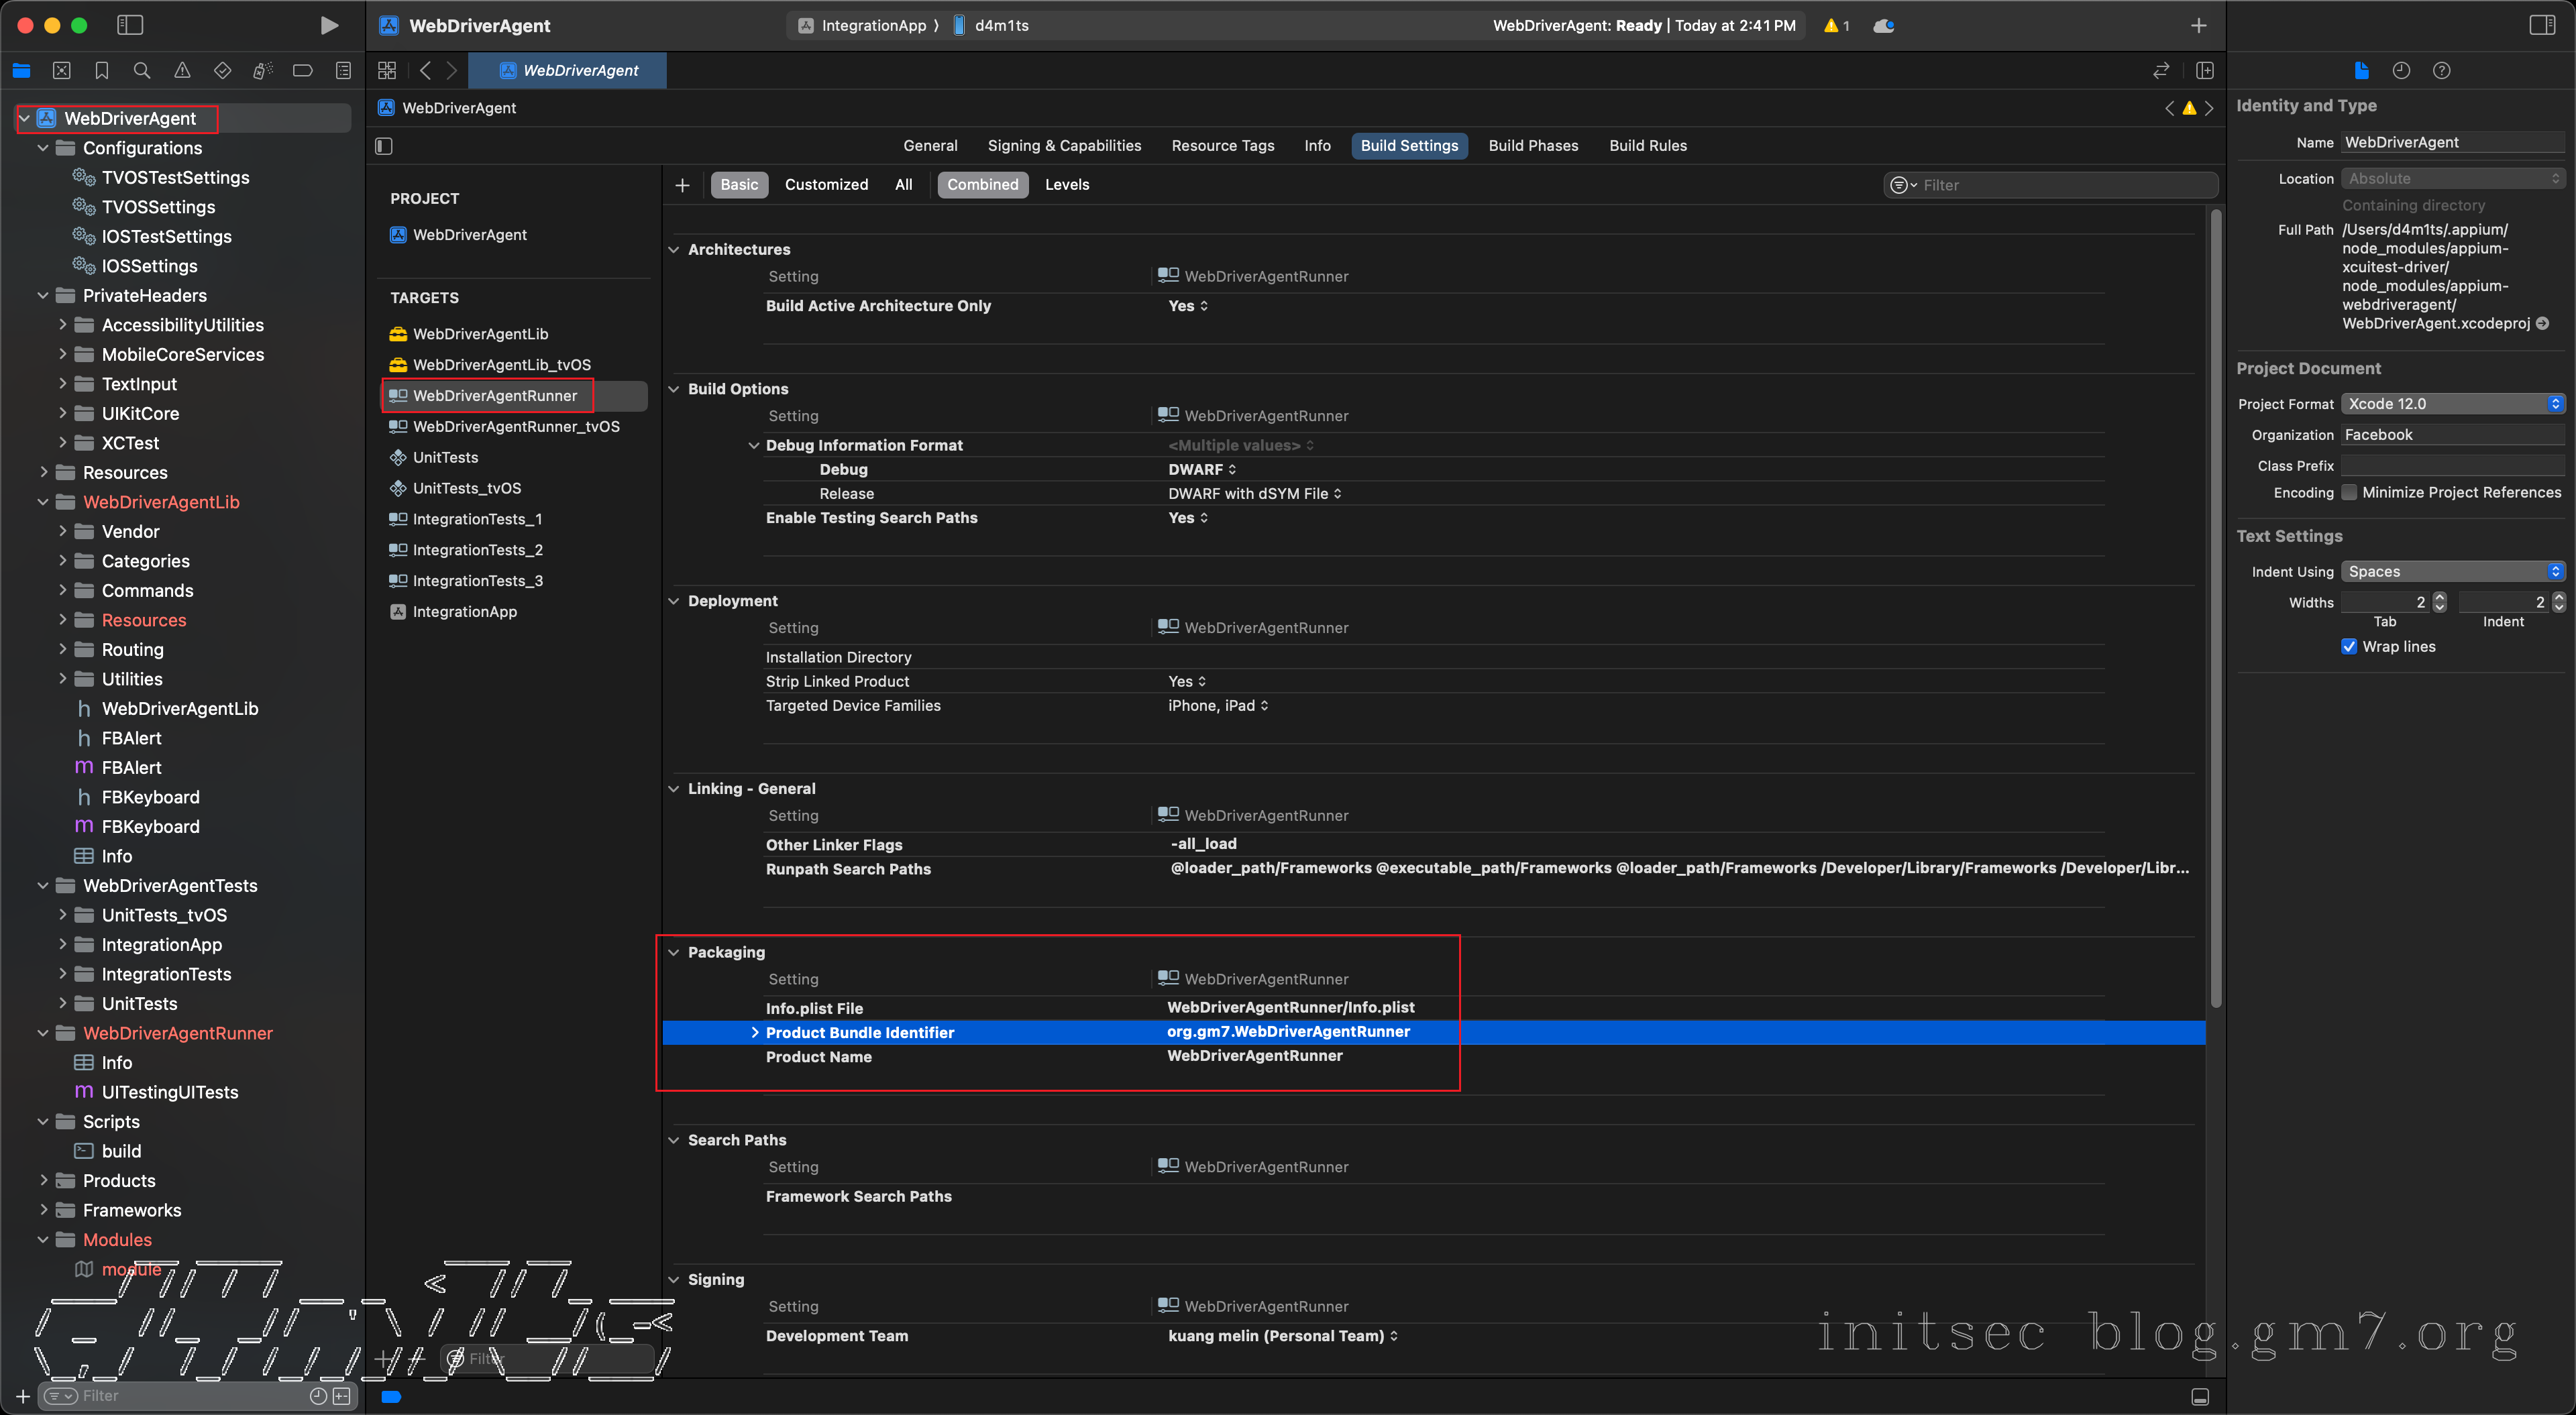 WebDriverAgent
IntegrationApp 〉 d4m1ts
WebDriverAgent: Ready | Today at 2:41 PM
1
WebDriverAgent
WebDriverAgent
Configurations
TVOSTestSettings
TVOSSettings
IOSTestSettings
IOSSettings
PrivateHeaders
AccessibilityUtilities
MobileCoreServices
TextInput
UIKitCore
XCTest
Resources
WebDriverAgentLib
Vendor
Categories
Commands
Resources
Routing
Utilities
h WebDriverAgentLib
h FBAlert
m FBAlert
h FBKeyboard
m FBKeyboard
Info
WebDriverAgentTests
UnitTests_tvOS
IntegrationApp
IntegrationTests
UnitTests
WebDriverAgentRunner
Info
m UITestingUITests
Scripts
build
Products
Frameworks
Modules
module
Filter
WebDriverAgent
General Signing & Capabilities Resource Tags Info Build Settings Build Phases Build Rules
PROJECT
WebDriverAgent
TARGETS
WebDriverAgentLib
WebDriverAgentLib_tvOS
WebDriverAgentRunner
WebDriverAgentRunner_tvOS
UnitTests
UnitTests_tvOS
IntegrationTests_1
IntegrationTests_2
IntegrationTests_3
IntegrationApp
Filter
Basic Customized All Combined Levels Filter
Architectures
Setting WebDriverAgentRunner
Build Active Architecture Only Yes
Build Options
Setting WebDriverAgentRunner
Debug Information Format <Multiple values>
Debug DWARF
Release DWARF with dSYM File
Enable Testing Search Paths Yes
Deployment
Setting WebDriverAgentRunner
Installation Directory
Strip Linked Product Yes
Targeted Device Families iPhone, iPad
Linking - General
Setting WebDriverAgentRunner
Other Linker Flags -all_load
Runpath Search Paths @loader_path/Frameworks @executable_path/Frameworks @loader_path/Frameworks /Developer/Library/Frameworks /Developer/Libr...
Packaging
Setting WebDriverAgentRunner
Info.plist File WebDriverAgentRunner/Info.plist
Product Bundle Identifier org.gm7.WebDriverAgentRunner
Product Name WebDriverAgentRunner
Search Paths
Setting WebDriverAgentRunner
Framework Search Paths
Signing
Setting WebDriverAgentRunner
Development Team kuang melin (Personal Team)
Identity and Type
Name WebDriverAgent
Location Absolute
Containing directory
Full Path /Users/d4m1ts/.appium/
node_modules/appium-
xcuitest-driver/
node_modules/appium-
webdriveragent/
WebDriverAgent.xcodeproj
Project Document
Project Format Xcode 12.0
Organization Facebook
Class Prefix
Encoding Minimize Project References
Text Settings
Indent Using Spaces
Widths 2 2
Tab Indent
Wrap lines
initsec blog.gm7.org